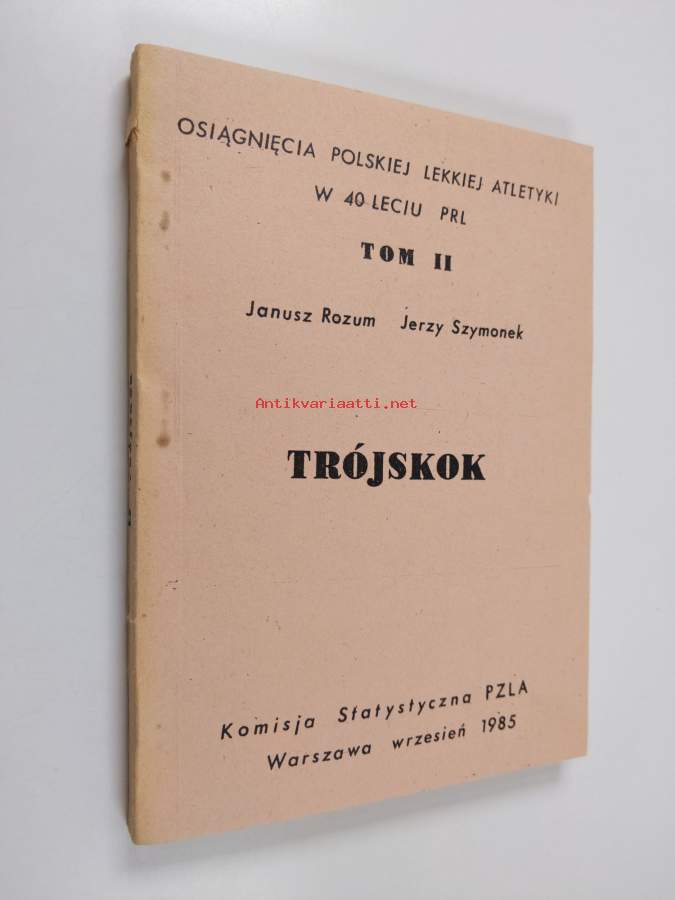 OSIĄGNIĘCIA POLSKIEJ LEKKIEJ ATLETYKI
W 40 LECIU PRL
TOM II
Janusz Rozum Jerzy Szymonek
Antikvariaatti.net
TRÓJSKOK
Komisja Statystyczna PZLA
Warszawa wrzesień 1985